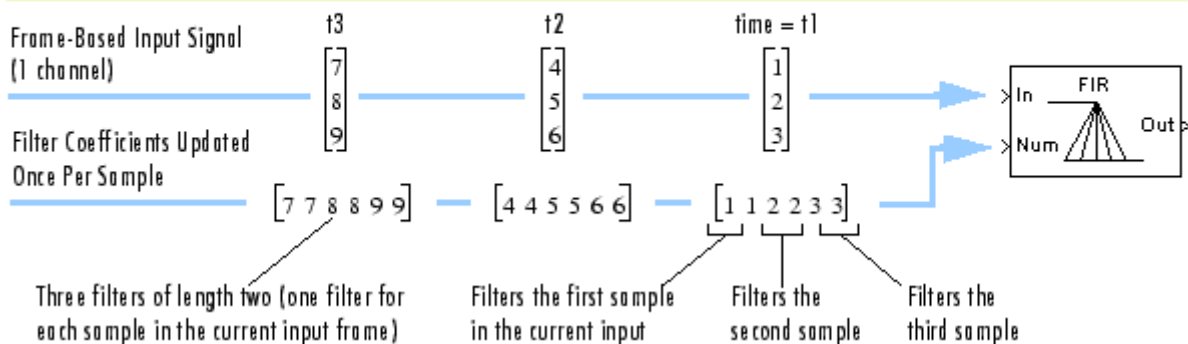 t3 t2 time = t1
Frame-Based Input Signal
(1 channel)
7 4 1
8 5 2
9 6 3
FIR
In
Out
Num
Filter Coefficients Updated
Once Per Sample
[7 7 8 8 9 9] [4 4 5 5 6 6] [1 1 2 2 3 3]
Three filters of length two (one filter for
each sample in the current input frame)
Filters the first sample
in the current input
Filters the
second sample
Filters the
third sample